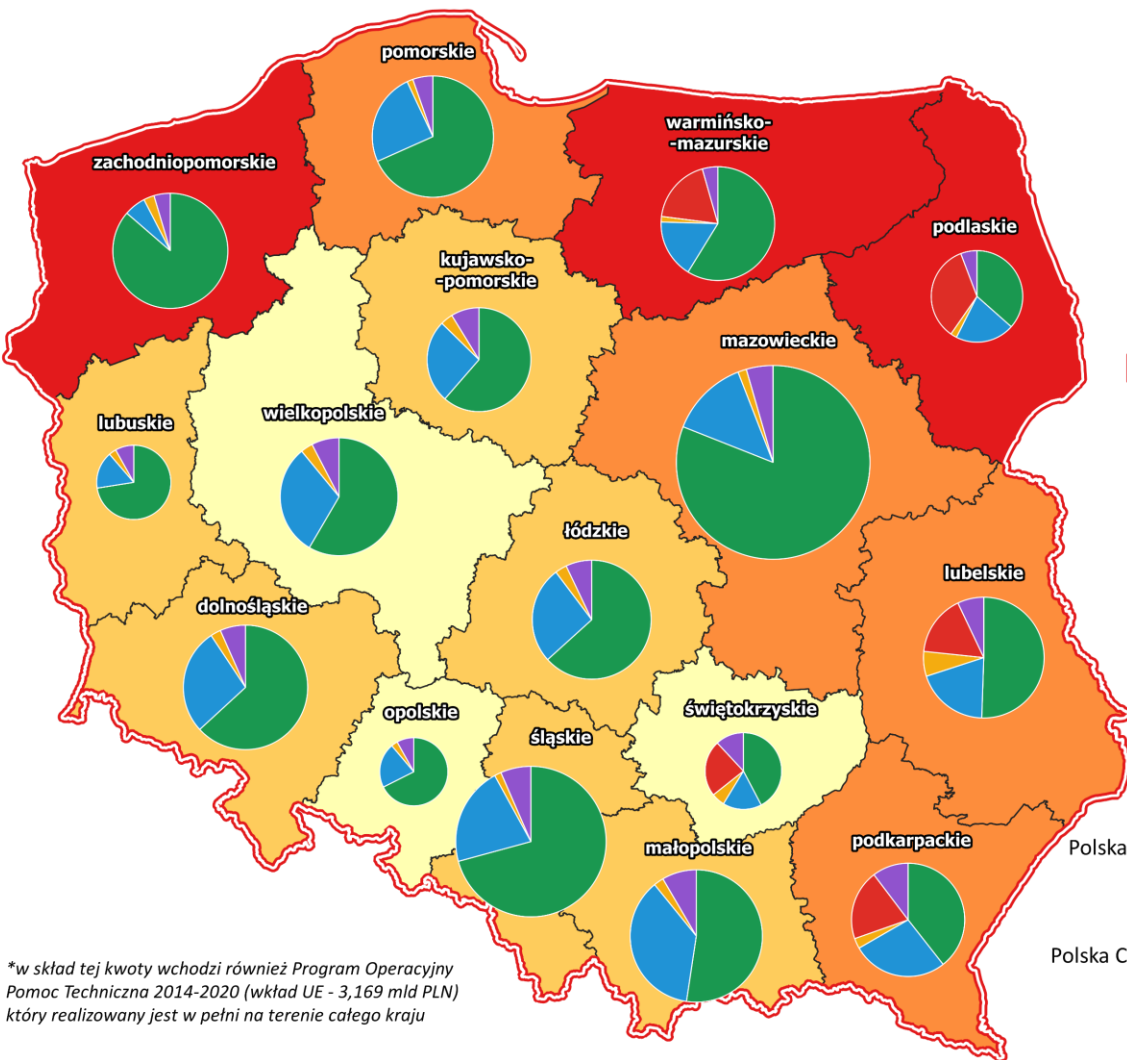 pomorskie
warmińsko-
-mazurskie
zachodniopomorskie
podlaskie
kujawsko-
-pomorskie
mazowieckie
wielkopolskie
lubuskie
łódzkie
lubelskie
dolnośląskie
opolskie
świętokrzyskie
śląskie
małopolskie
podkarpackie
Polska
Polska C
*w skład tej kwoty wchodzi również Program Operacyjny
Pomoc Techniczna 2014-2020 (wkład UE - 3,169 mld PLN)
który realizowany jest w pełni na terenie całego kraju